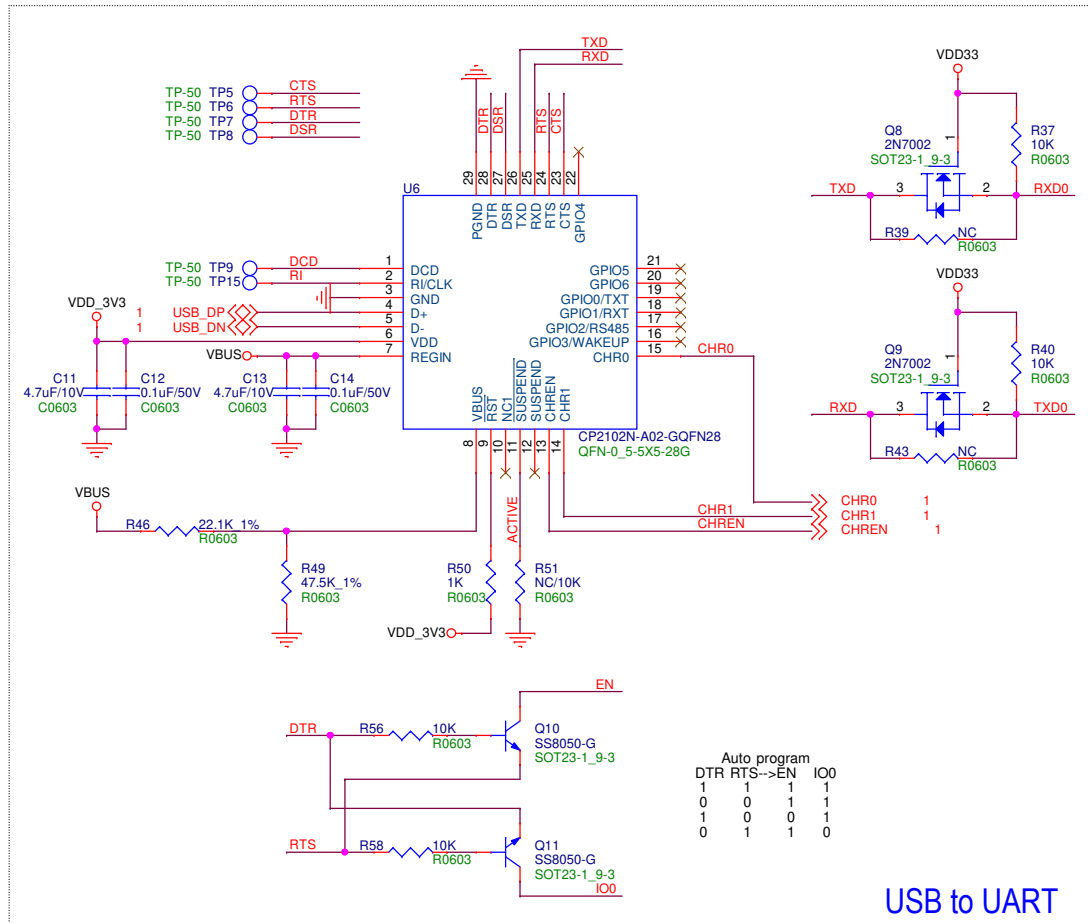 TXD
RXD
TP-50 TP5 CTS
TP-50 TP6 RTS
TP-50 TP7 DTR
TP-50 TP8 DSR
DTR
DSR
RTS
CTS
29
28
27
26
25
24
23
22
U6
PGND
DTR
DSR
TXD
RXD
RTS
CTS
GPIO4
TP-50 TP9 DCD 1 DCD
TP-50 TP15 RI 2 RI/CLK
3 GND
1 USB_DP 4 D+
1 USB_DN 5 D-
VDD_3V3
6 VDD
VBUS 7 REGIN
GPIO5 21
GPIO6 20
GPIO0/TXT 19
GPIO1/RXT 18
GPIO2/RS485 17
GPIO3/WAKEUP 16
CHR0 15 CHR0
C11
4.7uF/10V
C0603
C12
0.1uF/50V
C13
4.7uF/10V
C0603
C14
0.1uF/50V
VBUS
RST
NC1
SUSPEND
SUSPEND
CHREN
CHR1
8
9
10
11
12
13
14
CP2102N-A02-GQFN28
QFN-0_5-5X5-28G
VDD33
Q8
2N7002
SOT23-1_9-3
1
R37
10K
R0603
TXD 3 2 RXD0
R39 NC
R0603
VDD33
Q9
2N7002
SOT23-1_9-3
1
R40
10K
R0603
RXD 3 2 TXD0
R43 NC
R0603
CHR0 1
CHR1 CHR1 1
CHREN CHREN 1
VBUS
R46 22.1K_1%
R0603
R49
47.5K_1%
R0603
ACTIVE
R50
1K
R0603
R51
NC/10K
R0603
VDD_3V3
EN
DTR R56 10K
R0603
Q10
SS8050-G
SOT23-1_9-3
RTS R58 10K
R0603
Q11
SS8050-G
SOT23-1_9-3
IO0
Auto program
DTR RTS-->EN IO0
1 1 1 1
0 0 1 1
1 0 0 1
0 1 1 0
USB to UART